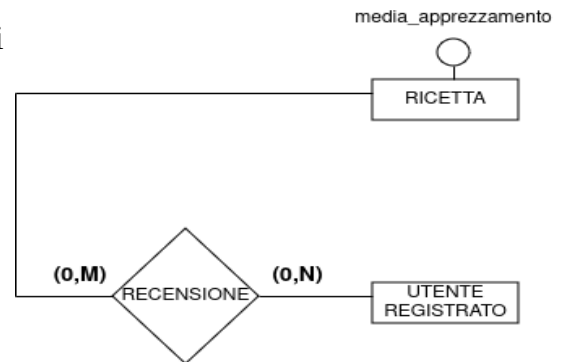 media_apprezzamento
i
RICETTA
(0,M)
(0,N)
RECENSIONE
UTENTE
REGISTRATO